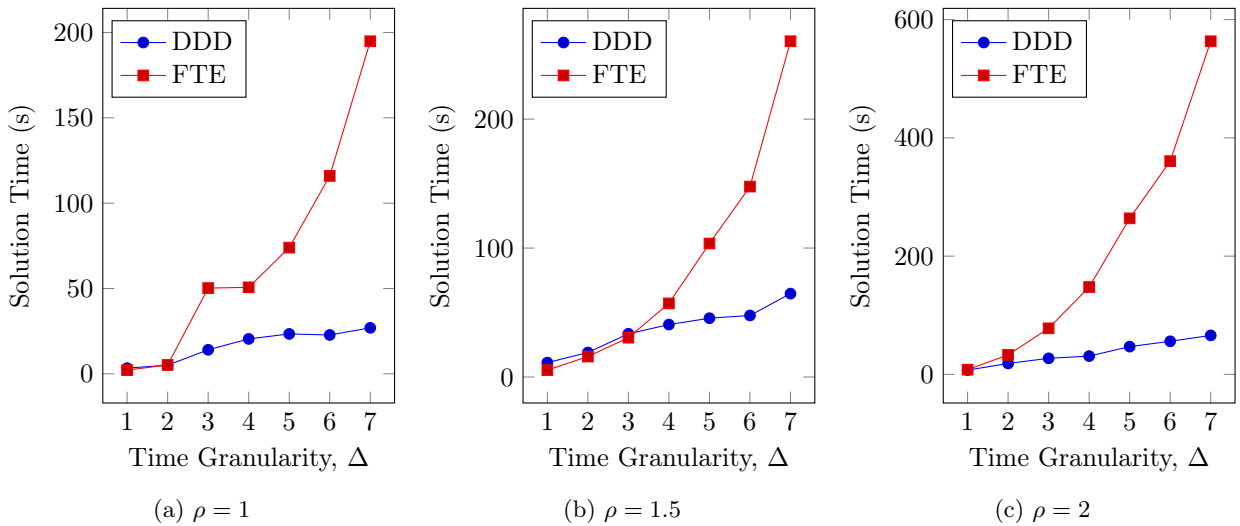 DDD
FTE
200
150
100
50
0
Solution Time (s)
1 2 3 4 5 6 7
Time Granularity, Δ
(a) ρ = 1
DDD
FTE
200
100
0
Solution Time (s)
1 2 3 4 5 6 7
Time Granularity, Δ
(b) ρ = 1.5
DDD
FTE
600
400
200
0
Solution Time (s)
1 2 3 4 5 6 7
Time Granularity, Δ
(c) ρ = 2